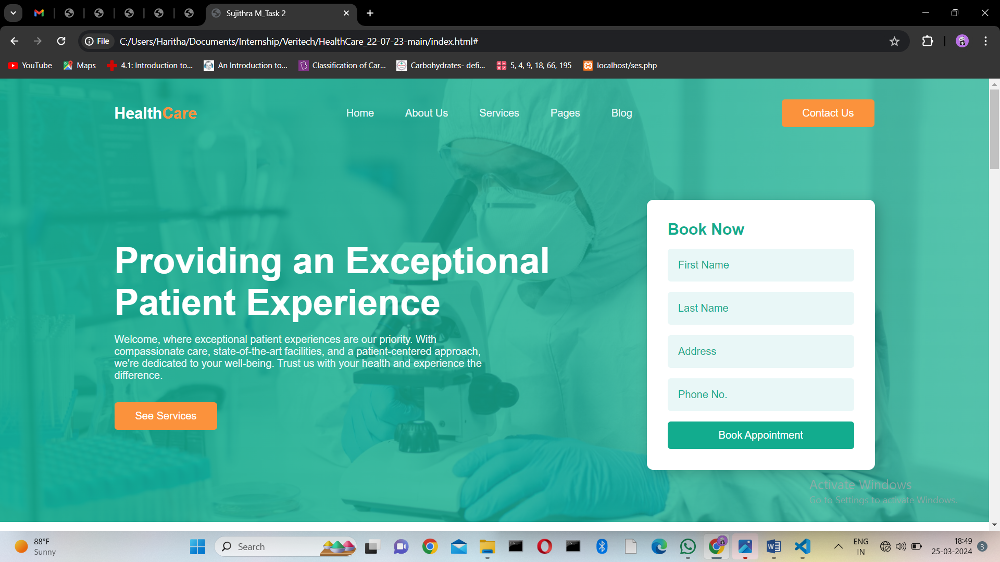 Sujithra M_Task 2
File
C:/Users/Haritha/Documents/Internship/Veritech/HealthCare_22-07-23-main/index.html#
YouTube
Maps
4.1: Introduction to...
An Introduction to...
Classification of Car...
Carbohydrates- defi...
5, 4, 9, 18, 66, 195
localhost/ses.php
HealthCare
Home
About Us
Services
Pages
Blog
Contact Us
Providing an Exceptional
Patient Experience
Welcome, where exceptional patient experiences are our priority. With
compassionate care, state-of-the-art facilities, and a patient-centered approach,
we're dedicated to your well-being. Trust us with your health and experience the
difference.
See Services
Book Now
First Name
Last Name
Address
Phone No.
Book Appointment
Activate Windows
Go to Settings to activate Windows.
88°F
Sunny
Search
ENG
IN
18:49
25-03-2024
3